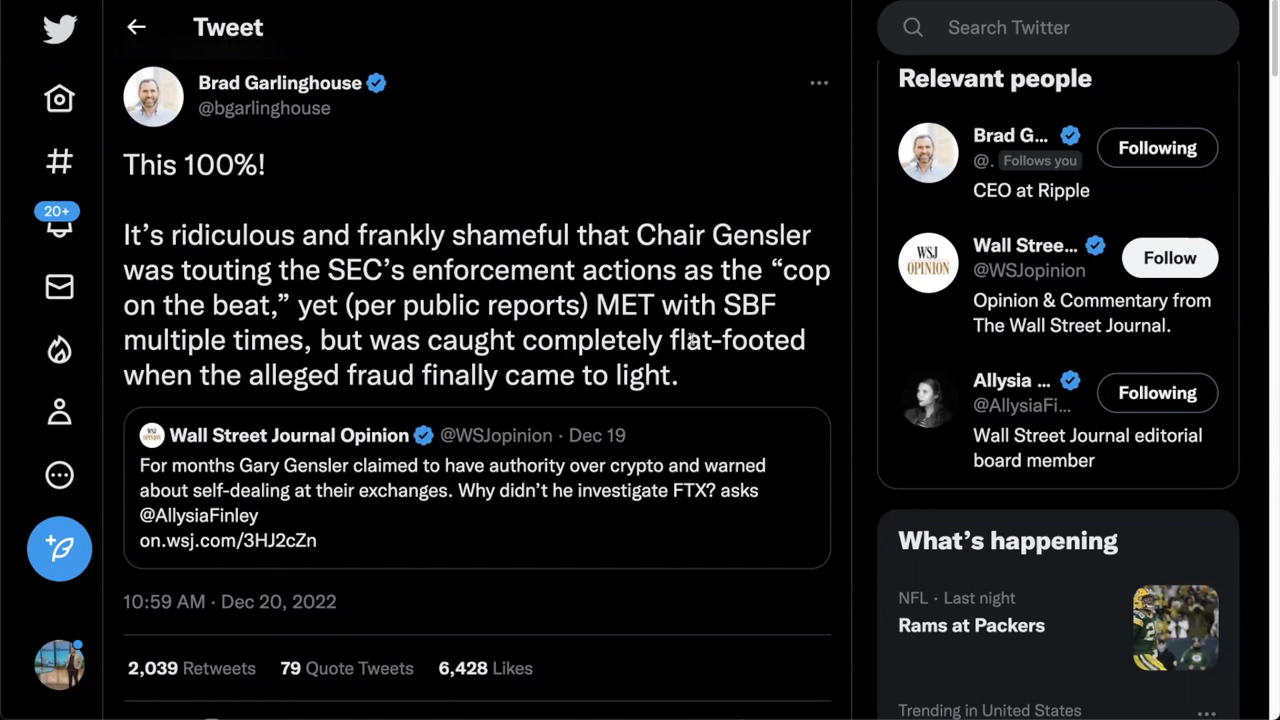 Tweet
Brad Garlinghouse
@bgarlinghouse
This 100%!
It’s ridiculous and frankly shameful that Chair Gensler
was touting the SEC’s enforcement actions as the “cop
on the beat,” yet (per public reports) MET with SBF
multiple times, but was caught completely flat-footed
when the alleged fraud finally came to light.
WSJ
OPINION
Wall Street Journal Opinion @WSJopinion · Dec 19
For months Gary Gensler claimed to have authority over crypto and warned
about self-dealing at their exchanges. Why didn’t he investigate FTX? asks
@AllysiaFinley
on.wsj.com/3HJ2cZn
10:59 AM · Dec 20, 2022
2,039 Retweets 79 Quote Tweets 6,428 Likes
20+
Search Twitter
Relevant people
Brad G...
Following
@. Follows you
CEO at Ripple
WSJ
OPINION
Wall Stree...
Follow
@WSJopinion
Opinion & Commentary from
The Wall Street Journal.
Allysia ...
Following
@AllysiaFi...
Wall Street Journal editorial
board member
What’s happening
NFL · Last night
Rams at Packers
Trending in United States